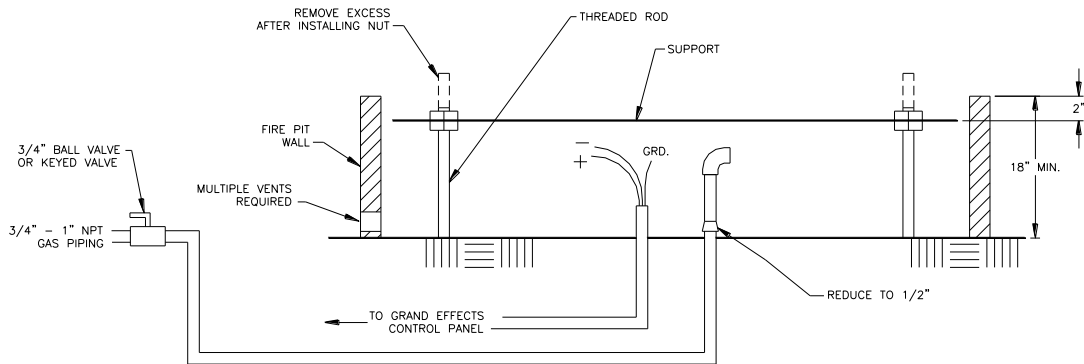 REMOVE EXCESS
AFTER INSTALLING NUT
THREADED ROD
SUPPORT
2"
FIRE PIT
WALL
3/4" BALL VALVE
OR KEYED VALVE
GRD.
18" MIN.
MULTIPLE VENTS
REQUIRED
3/4" - 1" NPT
GAS PIPING
REDUCE TO 1/2"
TO GRAND EFFECTS
CONTROL PANEL